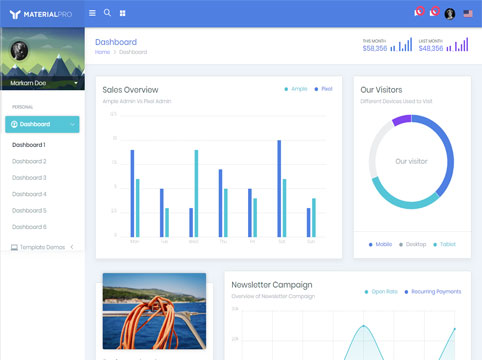 MATERIALPRO
Dashboard
Home
Dashboard
THIS MONTH
$58,356
LAST MONTH
$48,356
Markarn Doe
PERSONAL
Dashboard
Dashboard 1
Dashboard 2
Dashboard 3
Dashboard 4
Dashboard 5
Dashboard 6
Template Demos
Sales Overview
Ample Admin Vs Pixel Admin
Ample
Pixel
Mon
Tue
Wed
Thu
Fri
Sat
Sun
Our Visitors
Different Devices Used to Visit
Our visitor
Mobile
Desktop
Tablet
Newsletter Campaign
Overview of Newsletter Campaign
Open Rate
Recurring Payments